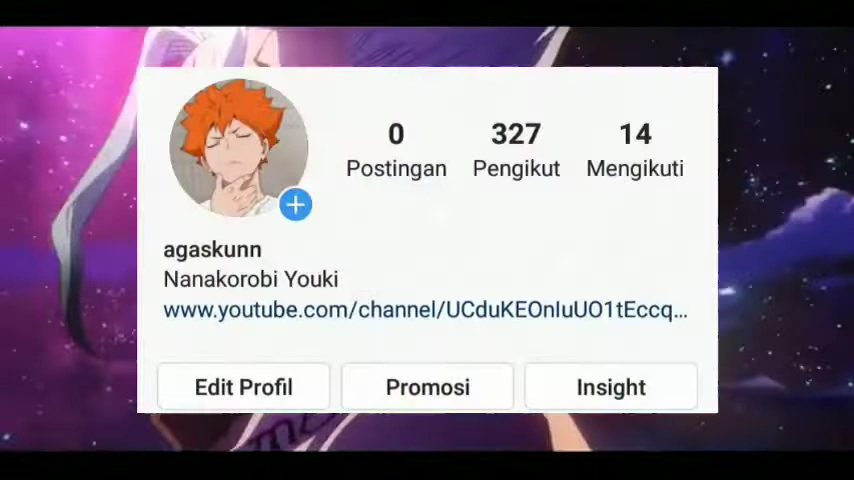 0 327 14
Postingan Pengikut Mengikuti
agaskunn
Nanakorobi Youki
www.youtube.com/channel/UCduKEOnIuUO1tEccq...
Edit Profil Promosi Insight